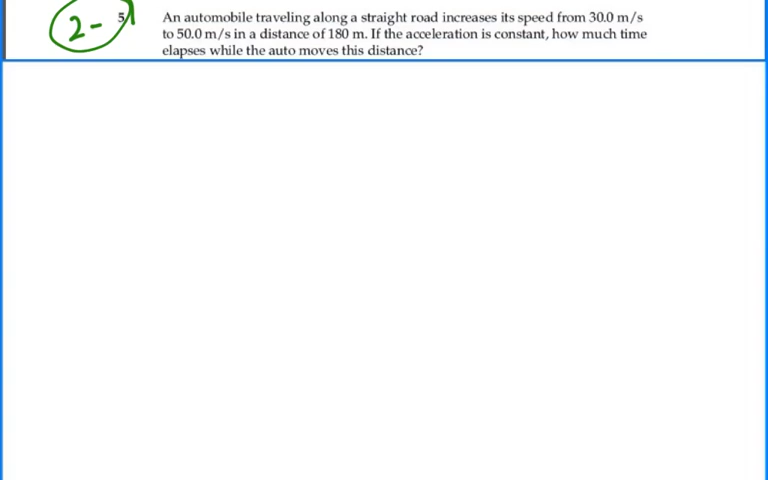 2- 5) An automobile traveling along a straight road increases its speed from 30.0 m/s
to 50.0 m/s in a distance of 180 m. If the acceleration is constant, how much time
elapses while the auto moves this distance?